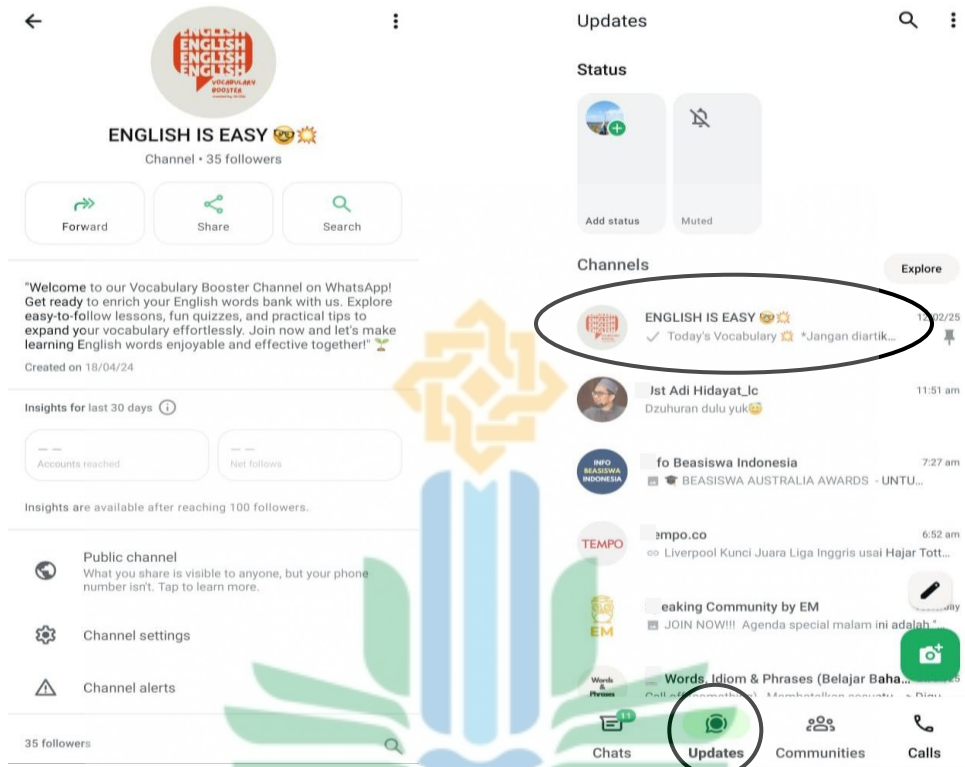 ENGLISH
ENGLISH
ENGLISH
ENGLISH
VOCABULARY
BOOSTER
ENGLISH IS EASY 🤓💥
Channel • 35 followers
Forward
Share
Search
"Welcome to our Vocabulary Booster Channel on WhatsApp!
Get ready to enrich your English words bank with us. Explore
easy-to-follow lessons, fun quizzes, and practical tips to
expand your vocabulary effortlessly. Join now and let's make
learning English words enjoyable and effective together!" 🌱
Created on 18/04/24
Insights for last 30 days
Accounts reached
Net follows
Insights are available after reaching 100 followers.
Public channel
What you share is visible to anyone, but your phone
number isn't. Tap to learn more.
Channel settings
Channel alerts
35 followers
Updates
Status
Add status
Muted
Channels
Explore
ENGLISH IS EASY 🤓💥
12/02/25
✓ Today's Vocabulary 💥 *Jangan diartik...
Ust Adi Hidayat_lc
11:51 am
Dzuhuran dulu yuk😇
INFO
BEASISWA
INDONESIA
fo Beasiswa Indonesia
7:27 am
🎓 BEASISWA AUSTRALIA AWARDS - UNTU...
TEMPO
empo.co
6:52 am
Liverpool Kunci Juara Liga Inggris usai Hajar Tott...
EM
eaking Community by EM
JOIN NOW!!! Agenda special malam ini adalah "...
Words
&
Phrases
Words, Idiom & Phrases (Belajar Baha...
11
Chats
Updates
Communities
Calls